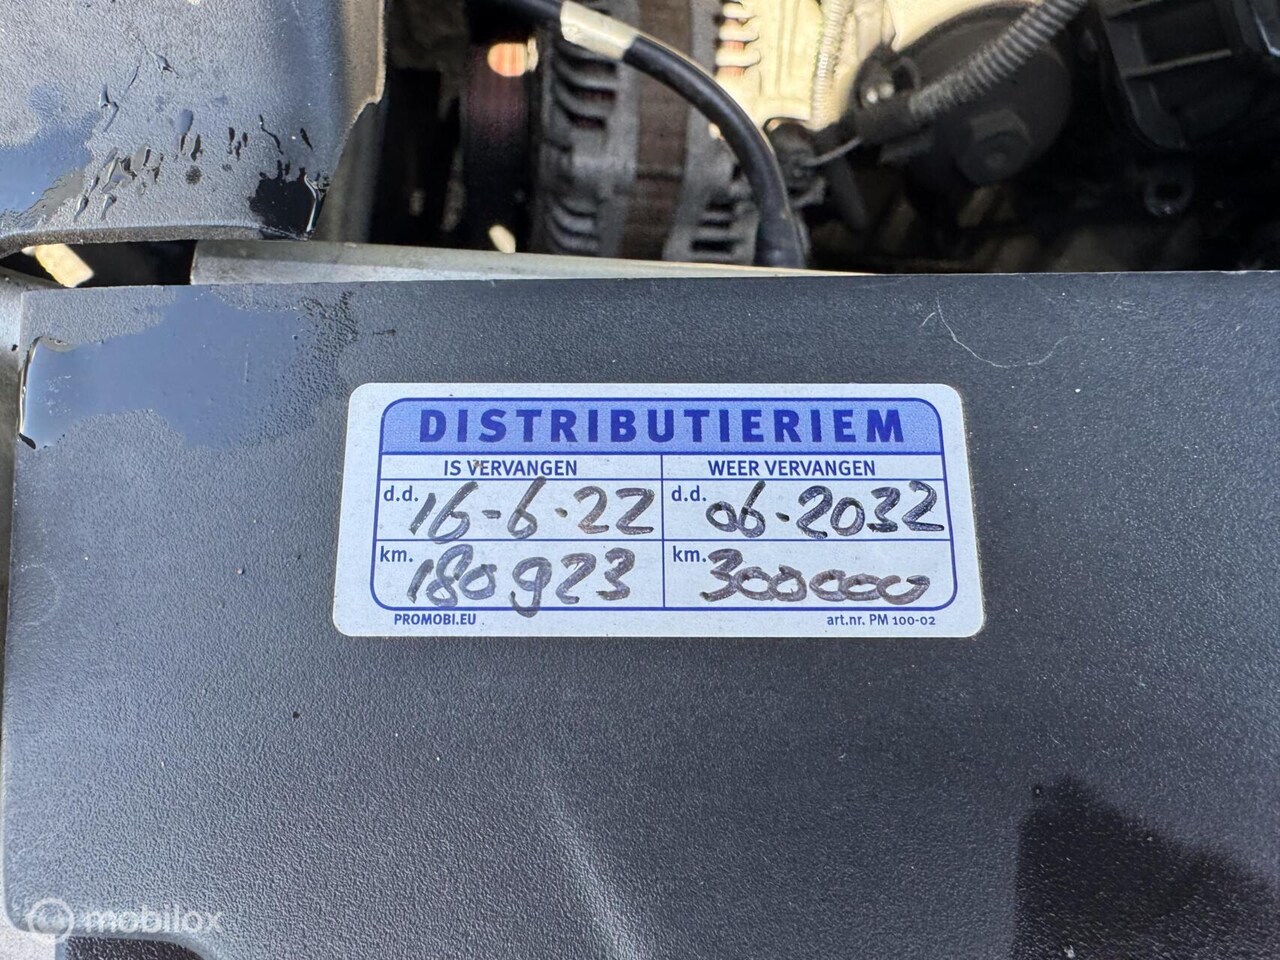 DISTRIBUTIERIEM
IS VERVANGEN WEER VERVANGEN
d.d. 16-6-22 d.d. 06-2032
km. 180923 km. 300000
PROMOBI.EU art.nr. PM 100-02
mobilox